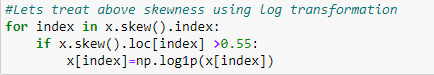 #Lets treat above skewness using log transformation
for index in x.skew().index:
    if x.skew().loc[index] >0.55:
        x[index]=np.log1p(x[index])